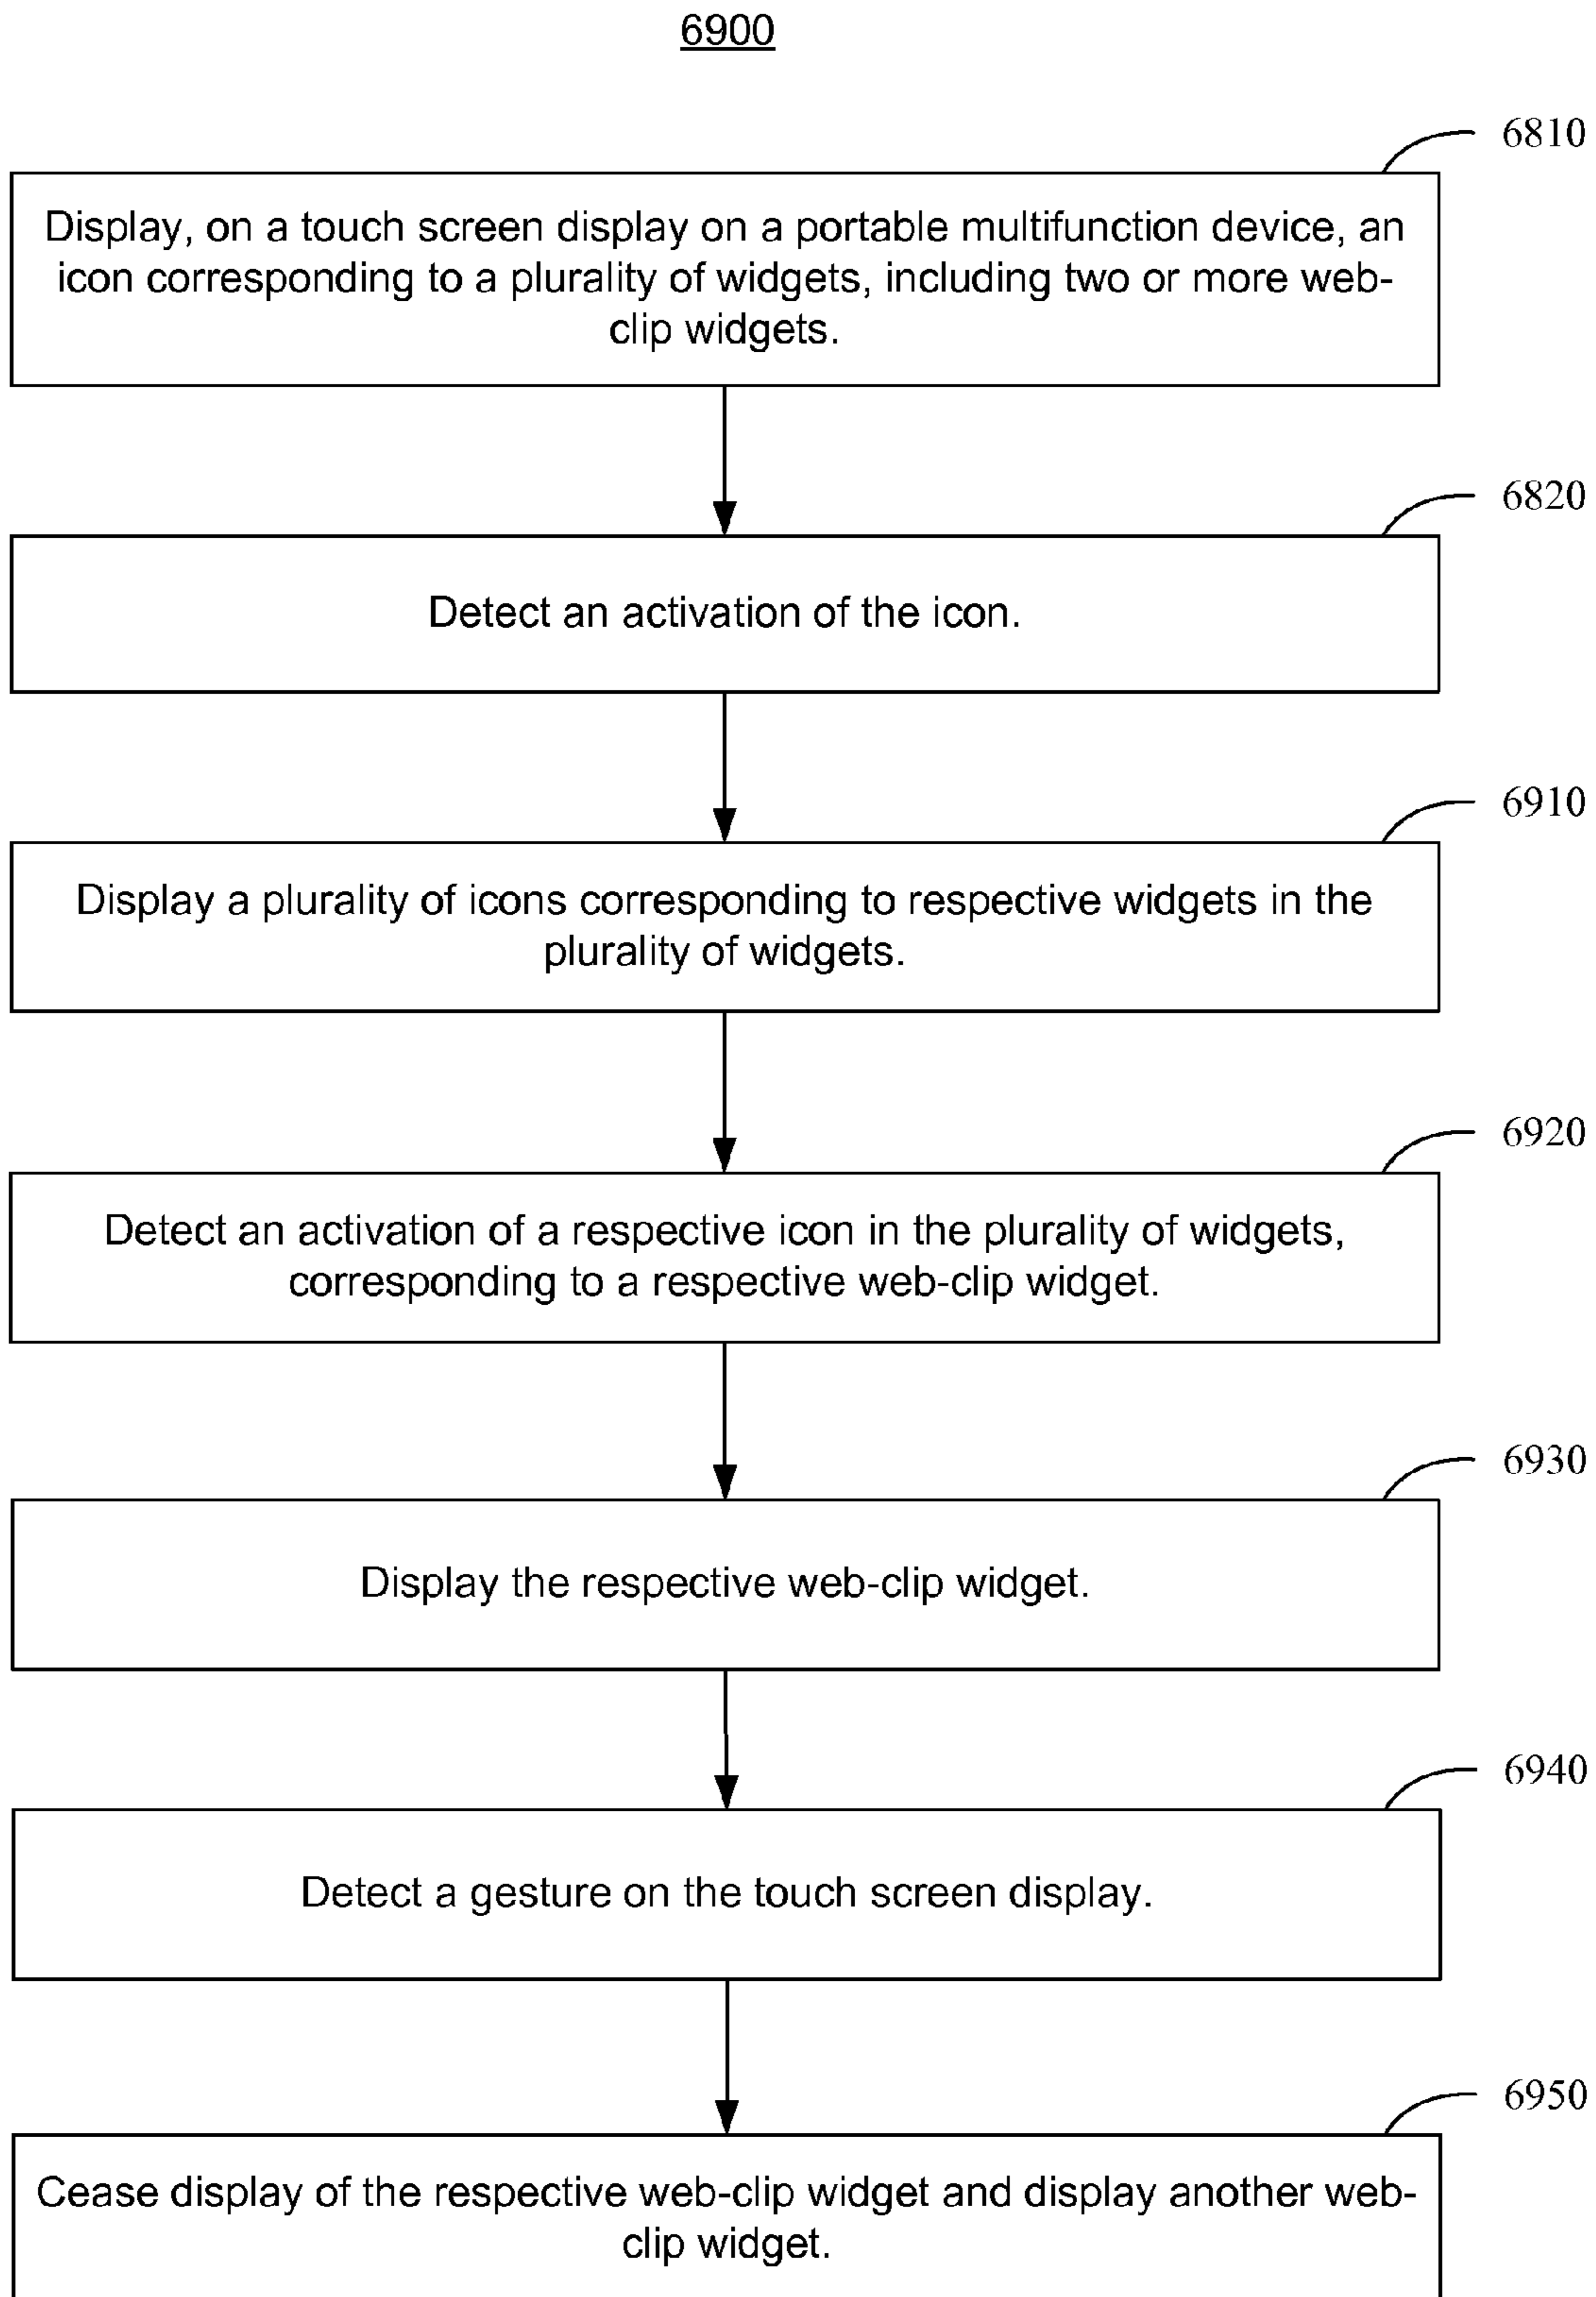 6900
6810
Display, on a touch screen display on a portable multifunction device, an
icon corresponding to a plurality of widgets, including two or more web-
clip widgets.
6820
Detect an activation of the icon.
6910
Display a plurality of icons corresponding to respective widgets in the
plurality of widgets.
6920
Detect an activation of a respective icon in the plurality of widgets,
corresponding to a respective web-clip widget.
6930
Display the respective web-clip widget.
6940
Detect a gesture on the touch screen display.
6950
Cease display of the respective web-clip widget and display another web-
clip widget.